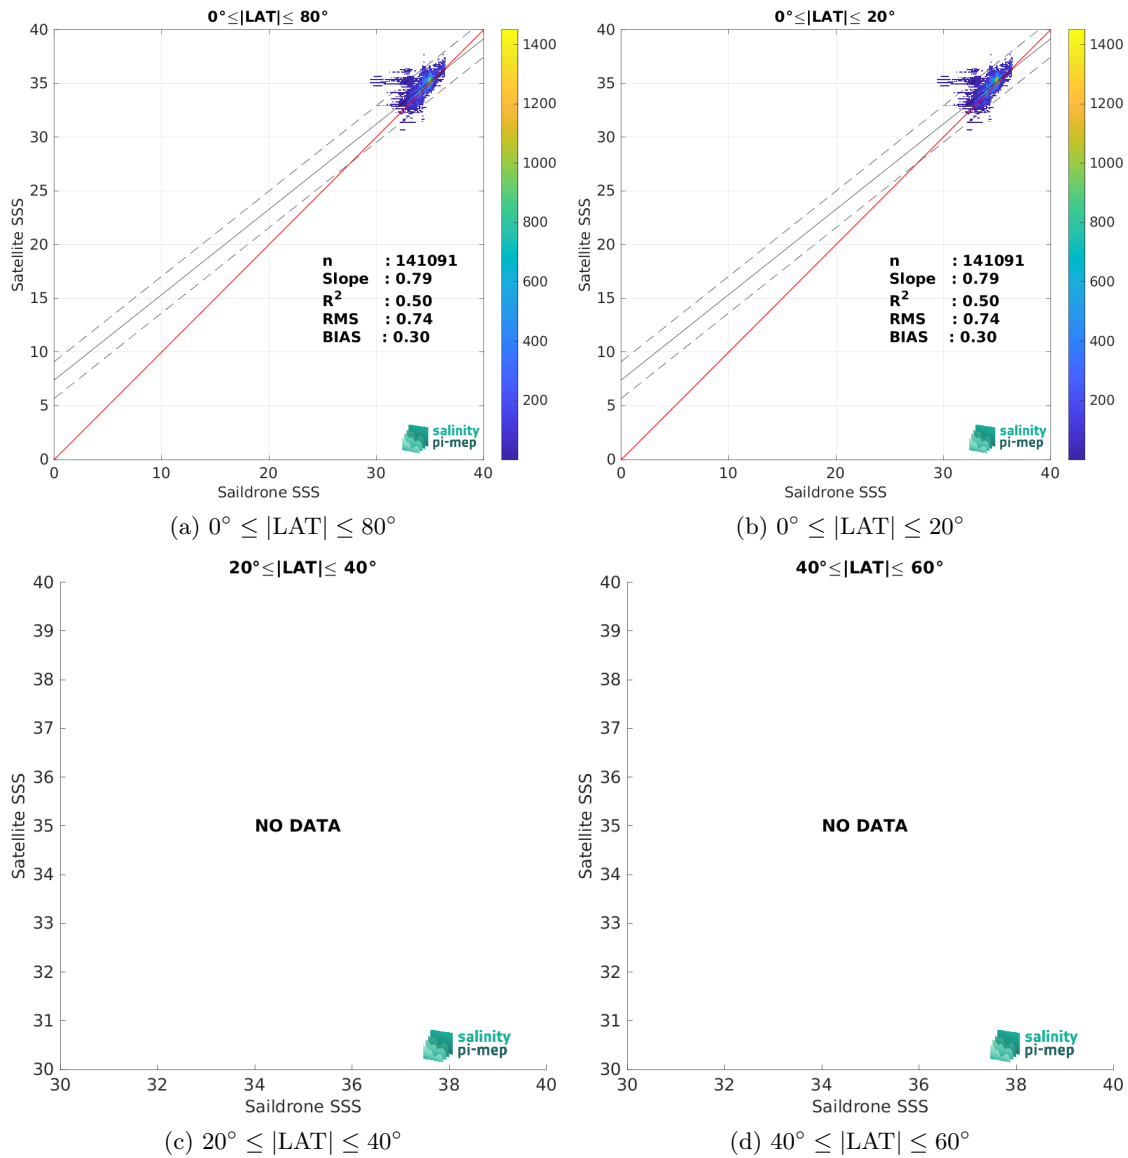 0°≤|LAT|≤ 80°
40
35
30
25
20
15
10
5
0
Satellite SSS
n : 141091
Slope : 0.79
R² : 0.50
RMS : 0.74
BIAS : 0.30
salinity
pi-mep
0 10 20 30 40
Saildrone SSS
1400
1200
1000
800
600
400
200
(a) 0° ≤ |LAT| ≤ 80°
0°≤|LAT|≤ 20°
40
35
30
25
20
15
10
5
0
Satellite SSS
n : 141091
Slope : 0.79
R² : 0.50
RMS : 0.74
BIAS : 0.30
salinity
pi-mep
0 10 20 30 40
Saildrone SSS
1400
1200
1000
800
600
400
200
(b) 0° ≤ |LAT| ≤ 20°
20°≤|LAT|≤ 40°
40
39
38
37
36
35
34
33
32
31
30
Satellite SSS
NO DATA
salinity
pi-mep
30 32 34 36 38 40
Saildrone SSS
(c) 20° ≤ |LAT| ≤ 40°
40°≤|LAT|≤ 60°
40
39
38
37
36
35
34
33
32
31
30
Satellite SSS
NO DATA
salinity
pi-mep
30 32 34 36 38 40
Saildrone SSS
(d) 40° ≤ |LAT| ≤ 60°